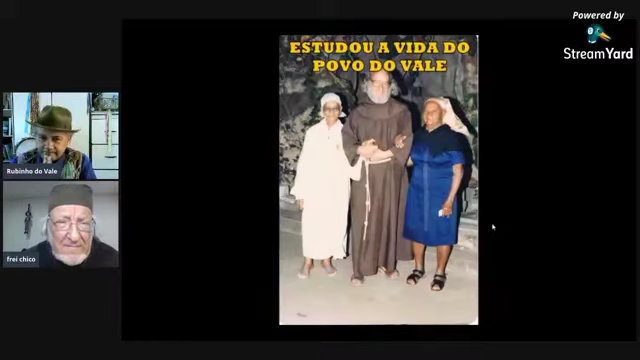 Powered by
StreamYard
ESTUDOU A VIDA DO
POVO DO VALE
Rubinho do Vale
frei chico